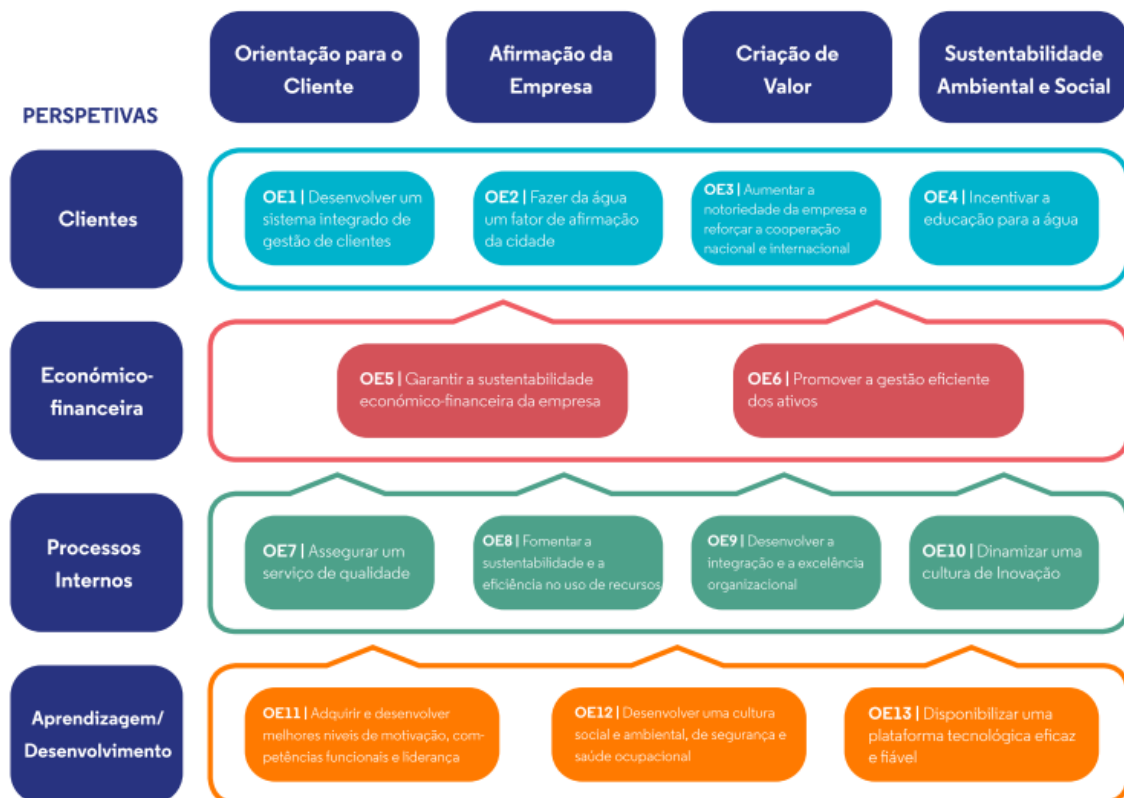 Orientação para o
Cliente
Afirmação da
Empresa
Criação de
Valor
Sustentabilidade
Ambiental e Social
PERSPETIVAS
Clientes
OE1 | Desenvolver um
sistema integrado de
gestão de clientes
OE2 | Fazer da água
um fator de afirmação
da cidade
OE3 | Aumentar a
notoriedade da empresa e
reforçar a cooperação
nacional e internacional
OE4 | Incentivar a
educação para a água
Económico-
financeira
OE5 | Garantir a sustentabilidade
económico-financeira da empresa
OE6 | Promover a gestão eficiente
dos ativos
Processos
Internos
OE7 | Assegurar um
serviço de qualidade
OE8 | Fomentar a
sustentabilidade e a
eficiência no uso de recursos
OE9 | Desenvolver a
integração e a excelência
organizacional
OE10 | Dinamizar uma
cultura de Inovação
Aprendizagem/
Desenvolvimento
OE11 | Adquirir e desenvolver
melhores níveis de motivação, com-
petências funcionais e liderança
OE12 | Desenvolver uma cultura
social e ambiental, de segurança e
saúde ocupacional
OE13 | Disponibilizar uma
plataforma tecnológica eficaz
e fiável